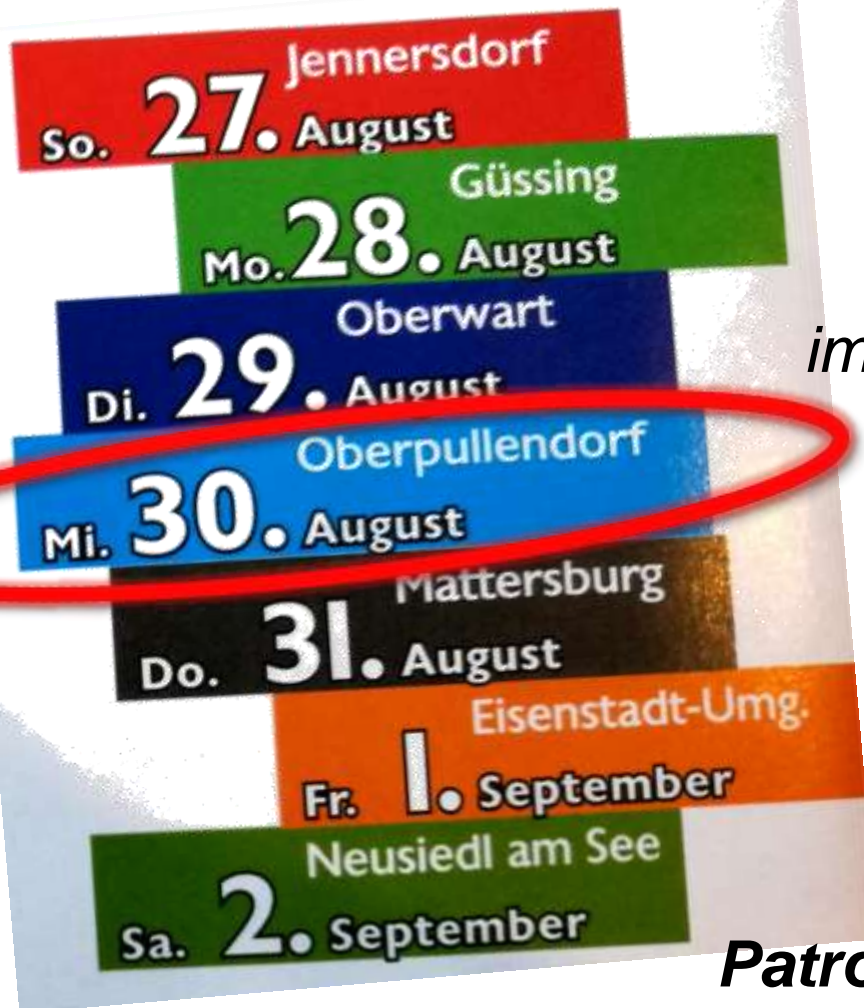 Jennersdorf
So. 27. August
Güssing
Mo. 28. August
Oberwart
Di. 29. August
im
Oberpullendorf
Mi. 30. August
Mattersburg
Do. 31. August
Eisenstadt-Umg.
Fr. 1. September
Neusiedl am See
Sa. 2. September